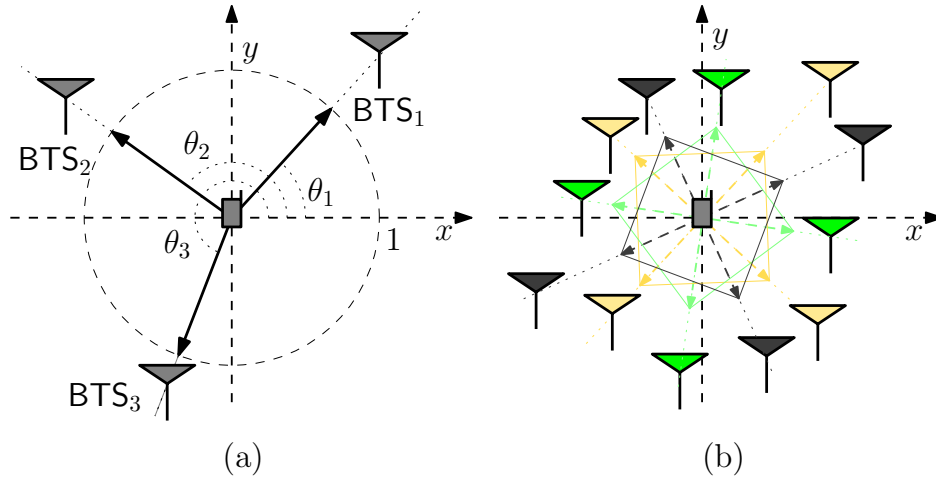 y
y
BTS₁
BTS₂
θ₂
θ₁
θ₃
x
1
x
BTS₃
(a)
(b)